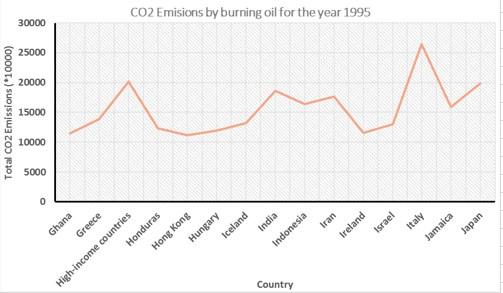 CO2 Emisions by burning oil for the year 1995
Total CO2 Emissions (*10000)
30000
25000
20000
15000
10000
5000
0
Ghana
Greece
High-income countries
Honduras
Hong Kong
Hungary
Iceland
India
Indonesia
Iran
Ireland
Israel
Italy
Jamaica
Japan
Country